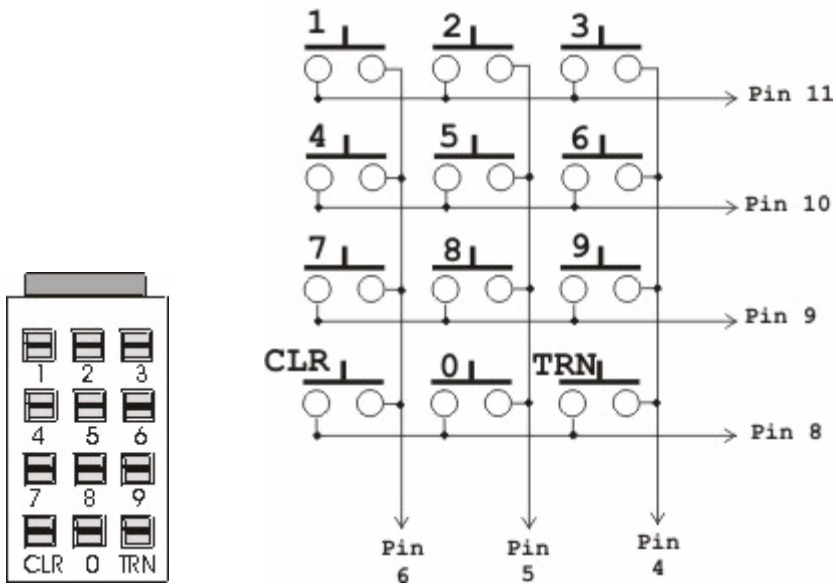 1 2 3
Pin 11
4 5 6
Pin 10
7 8 9
Pin 9
CLR 0 TRN
Pin 8
Pin 6
Pin 5
Pin 4
1 2 3
4 5 6
7 8 9
CLR 0 TRN